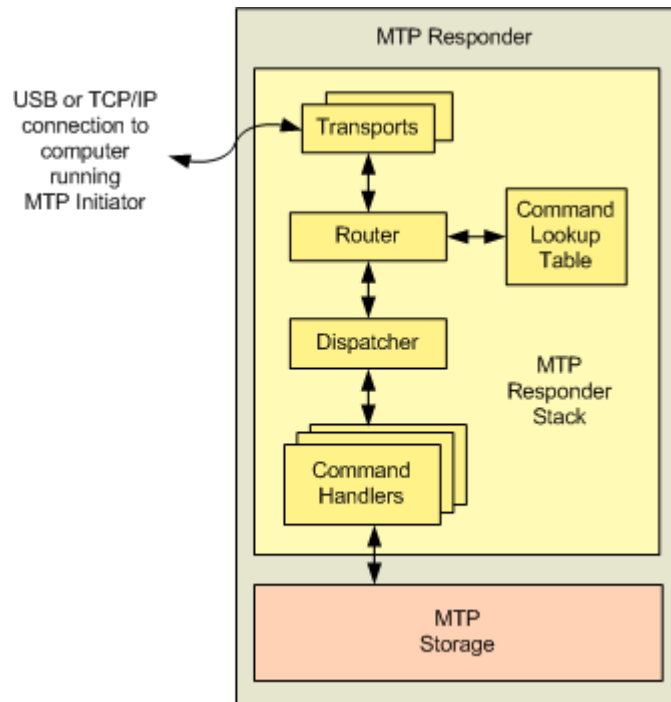 MTP Responder
USB or TCP/IP
connection to
computer
running
MTP Initiator
Transports
Router
Command
Lookup
Table
Dispatcher
MTP
Responder
Stack
Command
Handlers
MTP
Storage